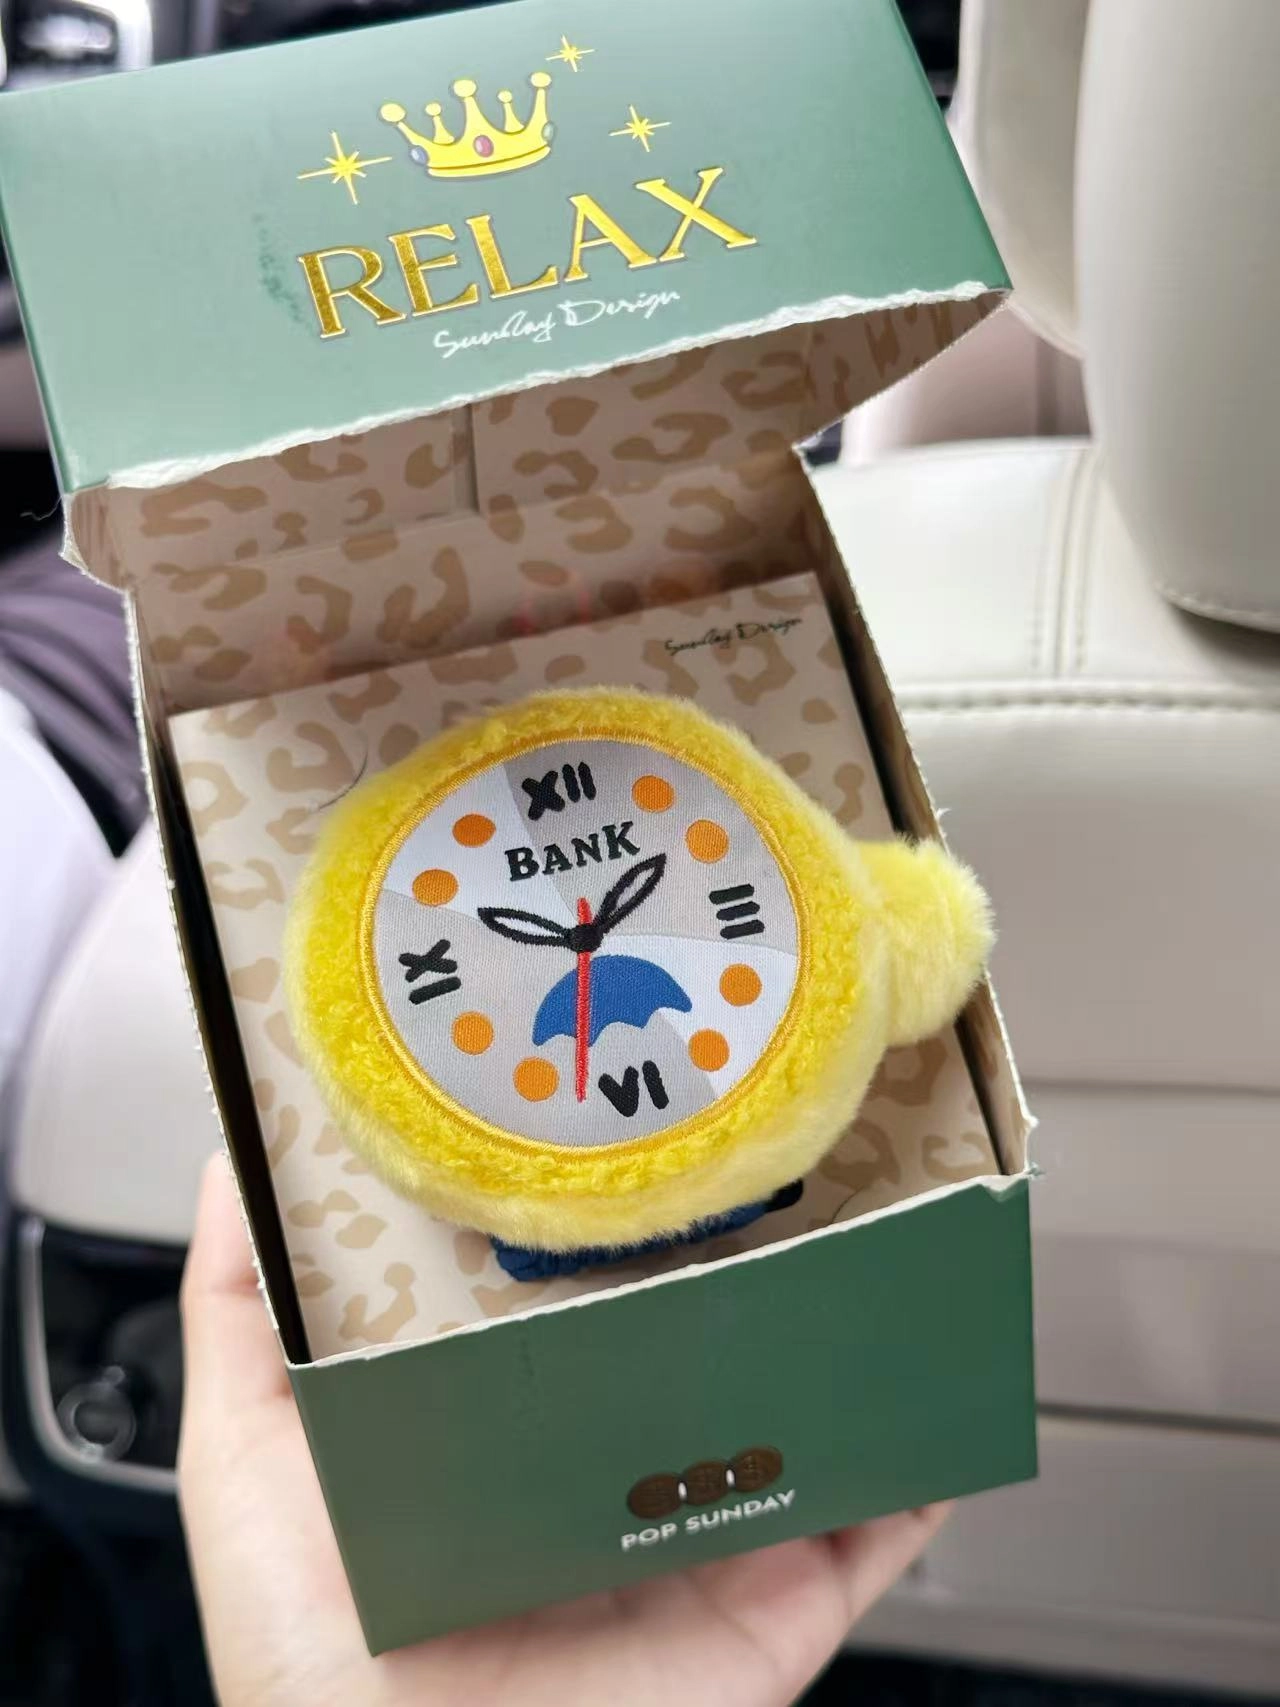 RELAX
Sunday Design
Sunday Design
XII
BANK
III
IX
VI
POP SUNDAY